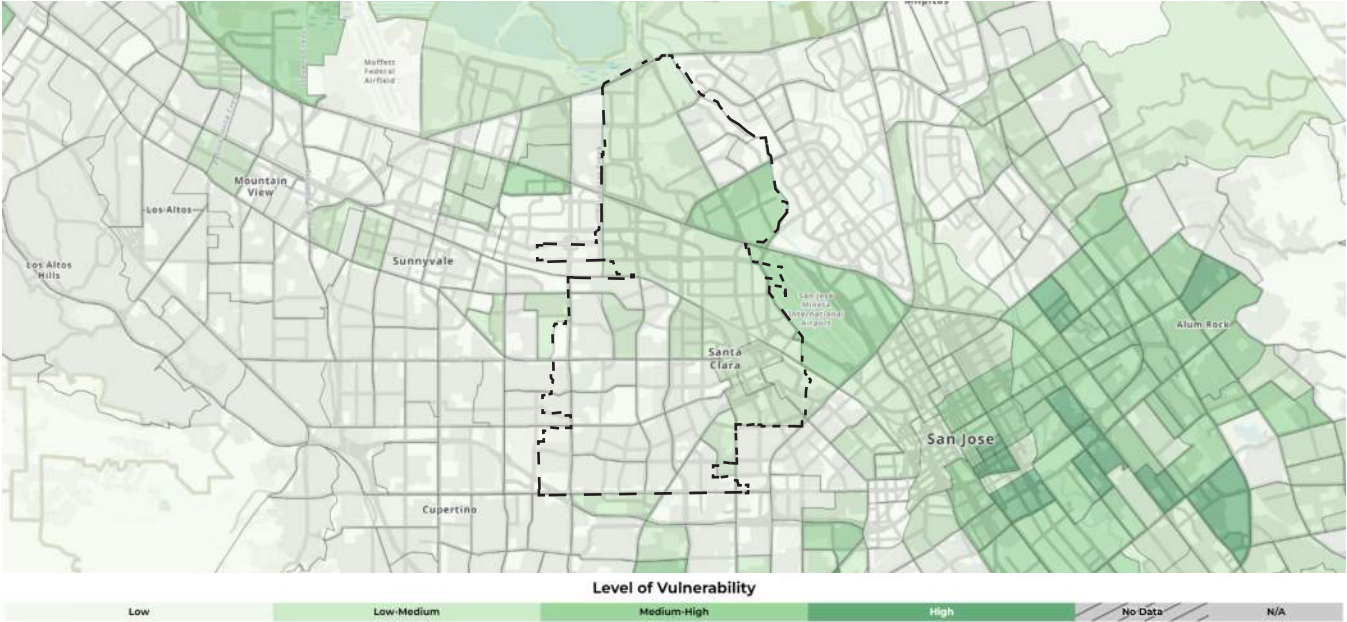 Moffett
Federal
Airfield
Mountain
View
Los Altos
Los Altos
Hills
Sunnyvale
San Jose
Mineta
International
Airport
Alum Rock
Santa
Clara
San Jose
Cupertino
Level of Vulnerability
Low
Low-Medium
Medium-High
High
No Data
N/A